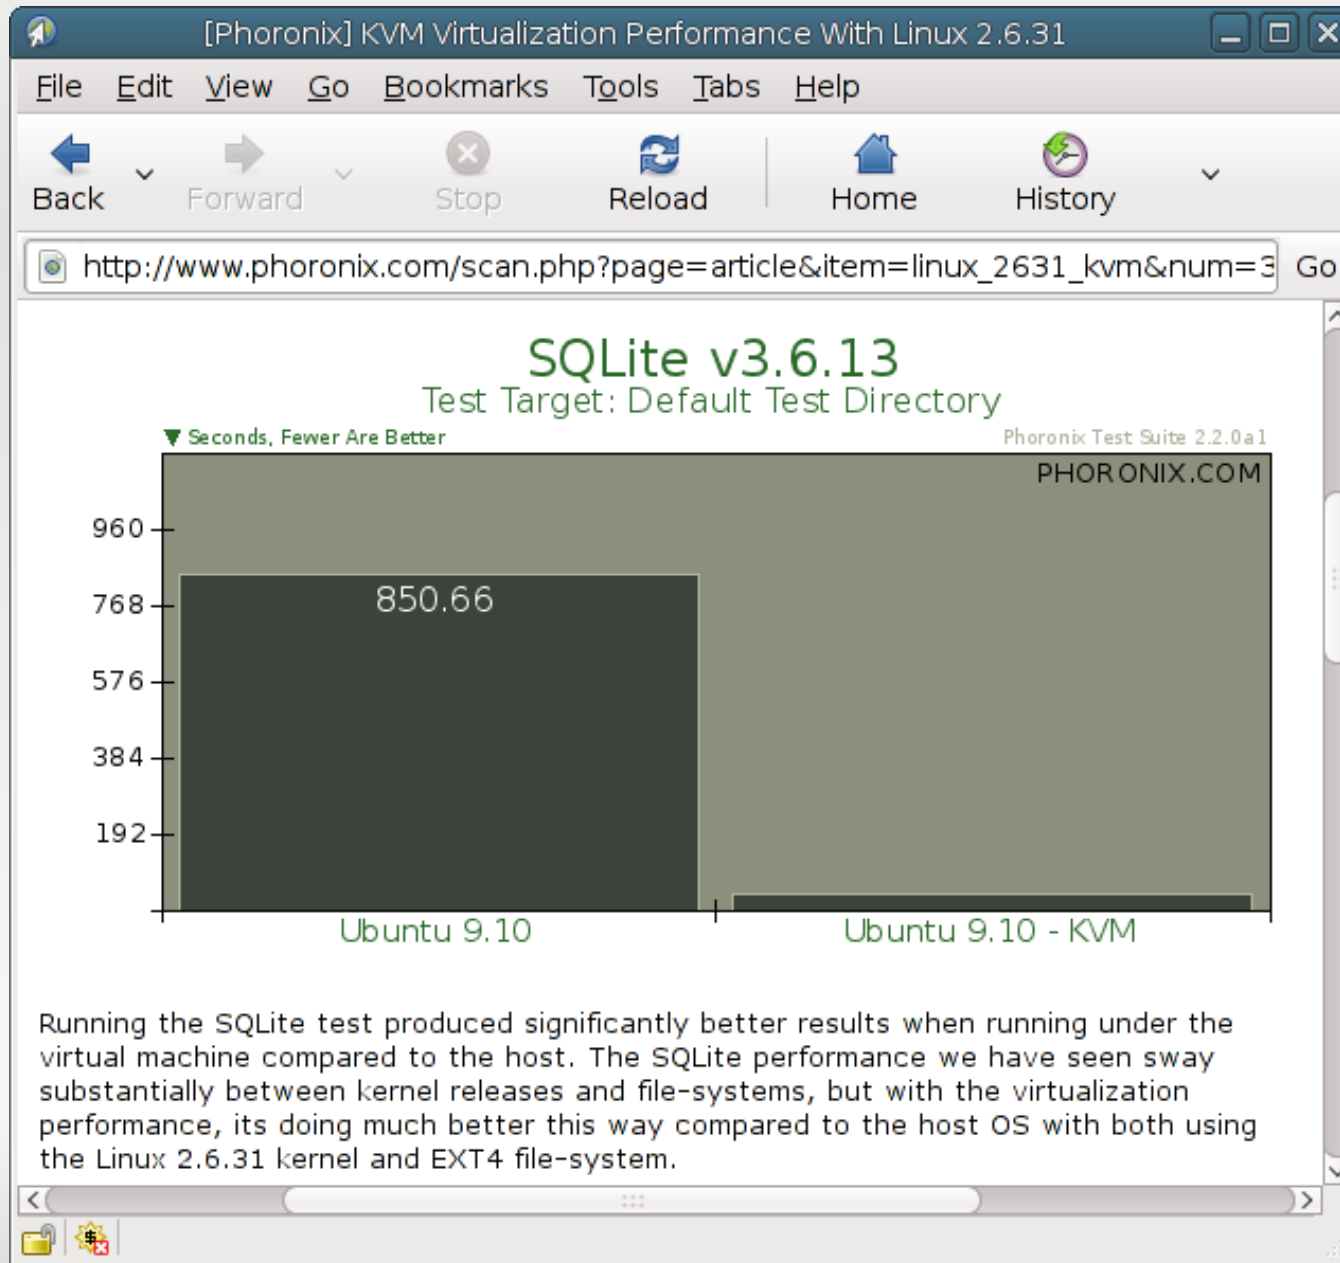 [Phoronix] KVM Virtualization Performance With Linux 2.6.31
File Edit View Go Bookmarks Tools Tabs Help
Back Forward Stop Reload Home History
http://www.phoronix.com/scan.php?page=article&item=linux_2631_kvm&num=3 Go
SQLite v3.6.13
Test Target: Default Test Directory
▼ Seconds, Fewer Are Better Phoronix Test Suite 2.2.0a1
PHORONIX.COM
960
850.66
768
576
384
192
Ubuntu 9.10 Ubuntu 9.10 - KVM
Running the SQLite test produced significantly better results when running under the
virtual machine compared to the host. The SQLite performance we have seen sway
substantially between kernel releases and file-systems, but with the virtualization
performance, its doing much better this way compared to the host OS with both using
the Linux 2.6.31 kernel and EXT4 file-system.